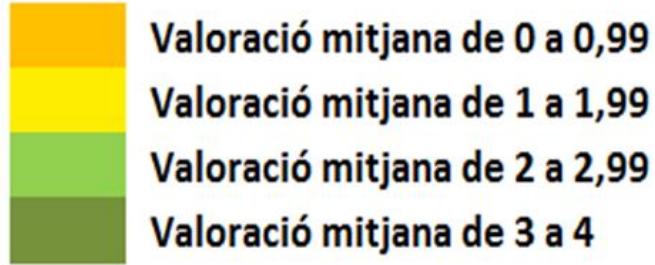 Valoració mitjana de 0 a 0,99
Valoració mitjana de 1 a 1,99
Valoració mitjana de 2 a 2,99
Valoració mitjana de 3 a 4